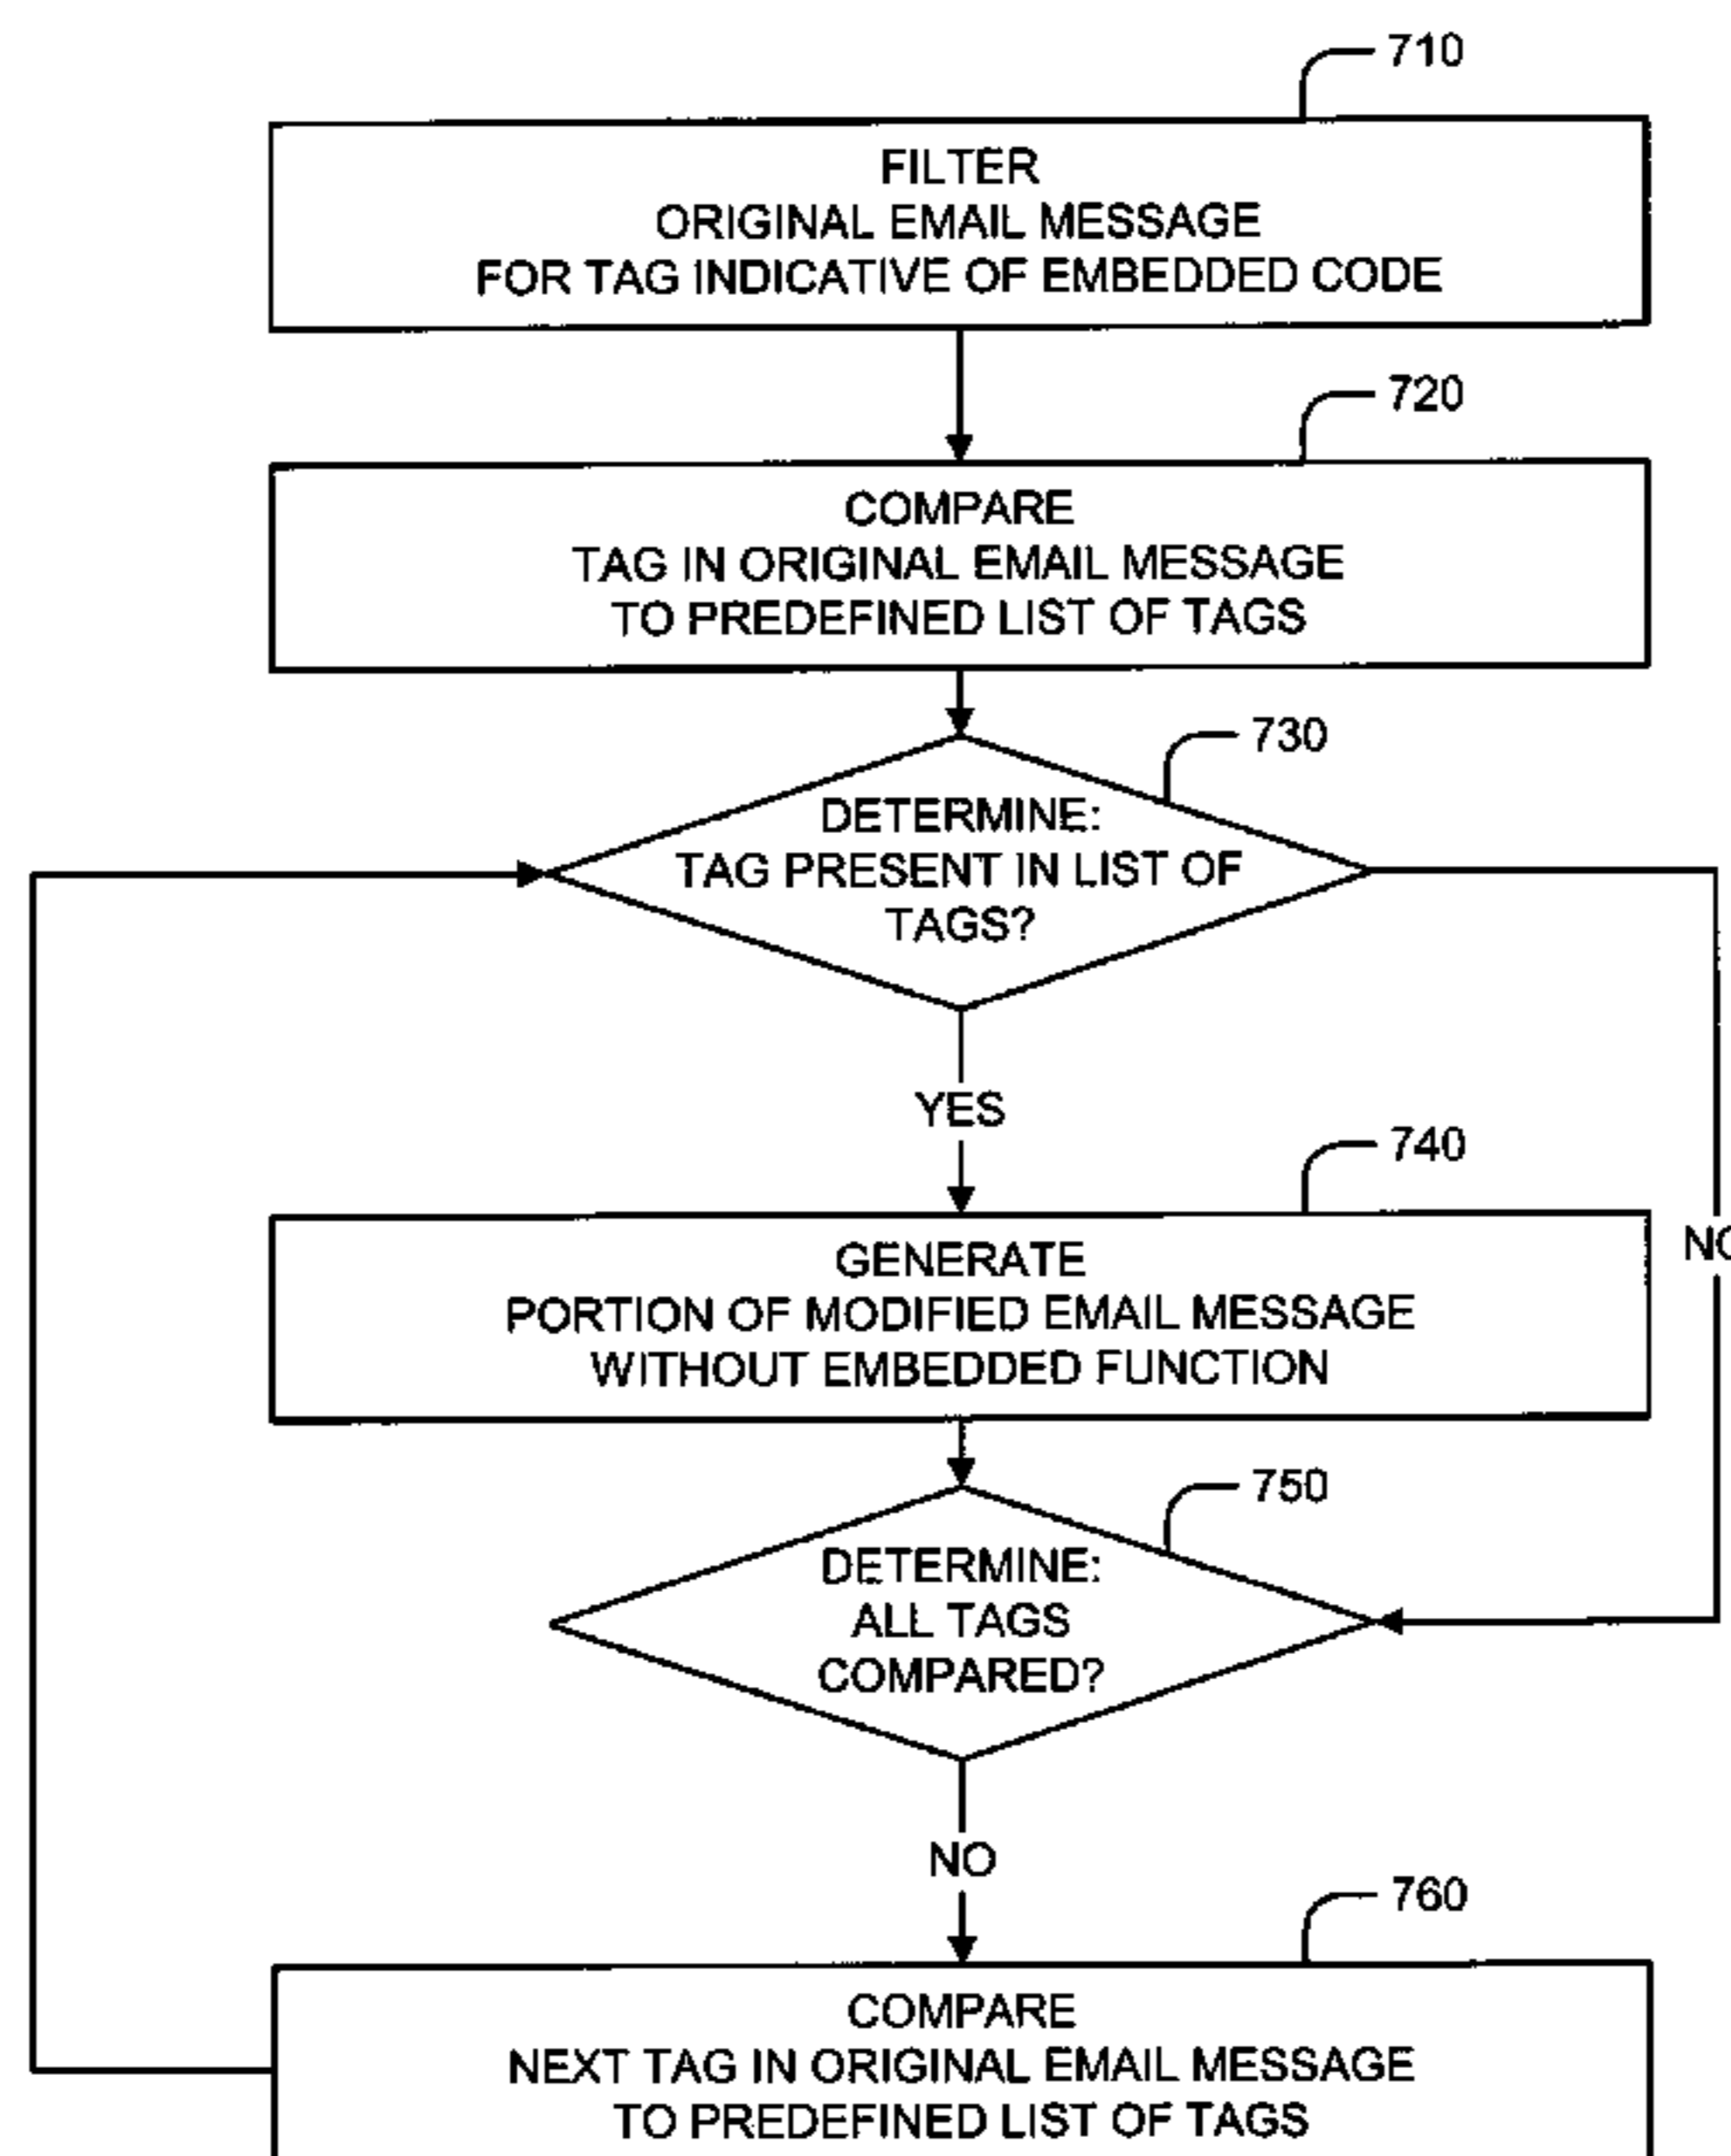 710
FILTER
ORIGINAL EMAIL MESSAGE
FOR TAG INDICATIVE OF EMBEDDED CODE
720
COMPARE
TAG IN ORIGINAL EMAIL MESSAGE
TO PREDEFINED LIST OF TAGS
730
DETERMINE:
TAG PRESENT IN LIST OF
TAGS?
YES
740
NO
GENERATE
PORTION OF MODIFIED EMAIL MESSAGE
WITHOUT EMBEDDED FUNCTION
750
DETERMINE:
ALL TAGS
COMPARED?
NO
760
COMPARE
NEXT TAG IN ORIGINAL EMAIL MESSAGE
TO PREDEFINED LIST OF TAGS